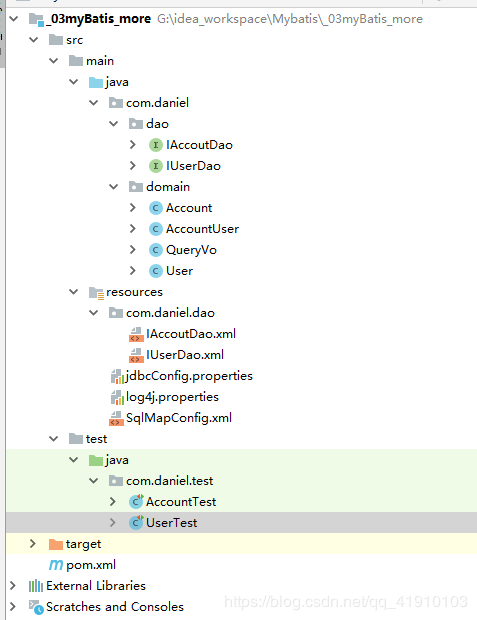 _03myBatis_more G:\idea_workspace\Mybatis\_03myBatis_more
src
main
java
com.daniel
dao
IAccoutDao
IUserDao
domain
Account
AccountUser
QueryVo
User
resources
com.daniel.dao
IAccoutDao.xml
IUserDao.xml
jdbcConfig.properties
log4j.properties
SqlMapConfig.xml
test
java
com.daniel.test
AccountTest
UserTest
target
pom.xml
External Libraries
Scratches and Consoles
https://blog.csdn.net/qq_41910103